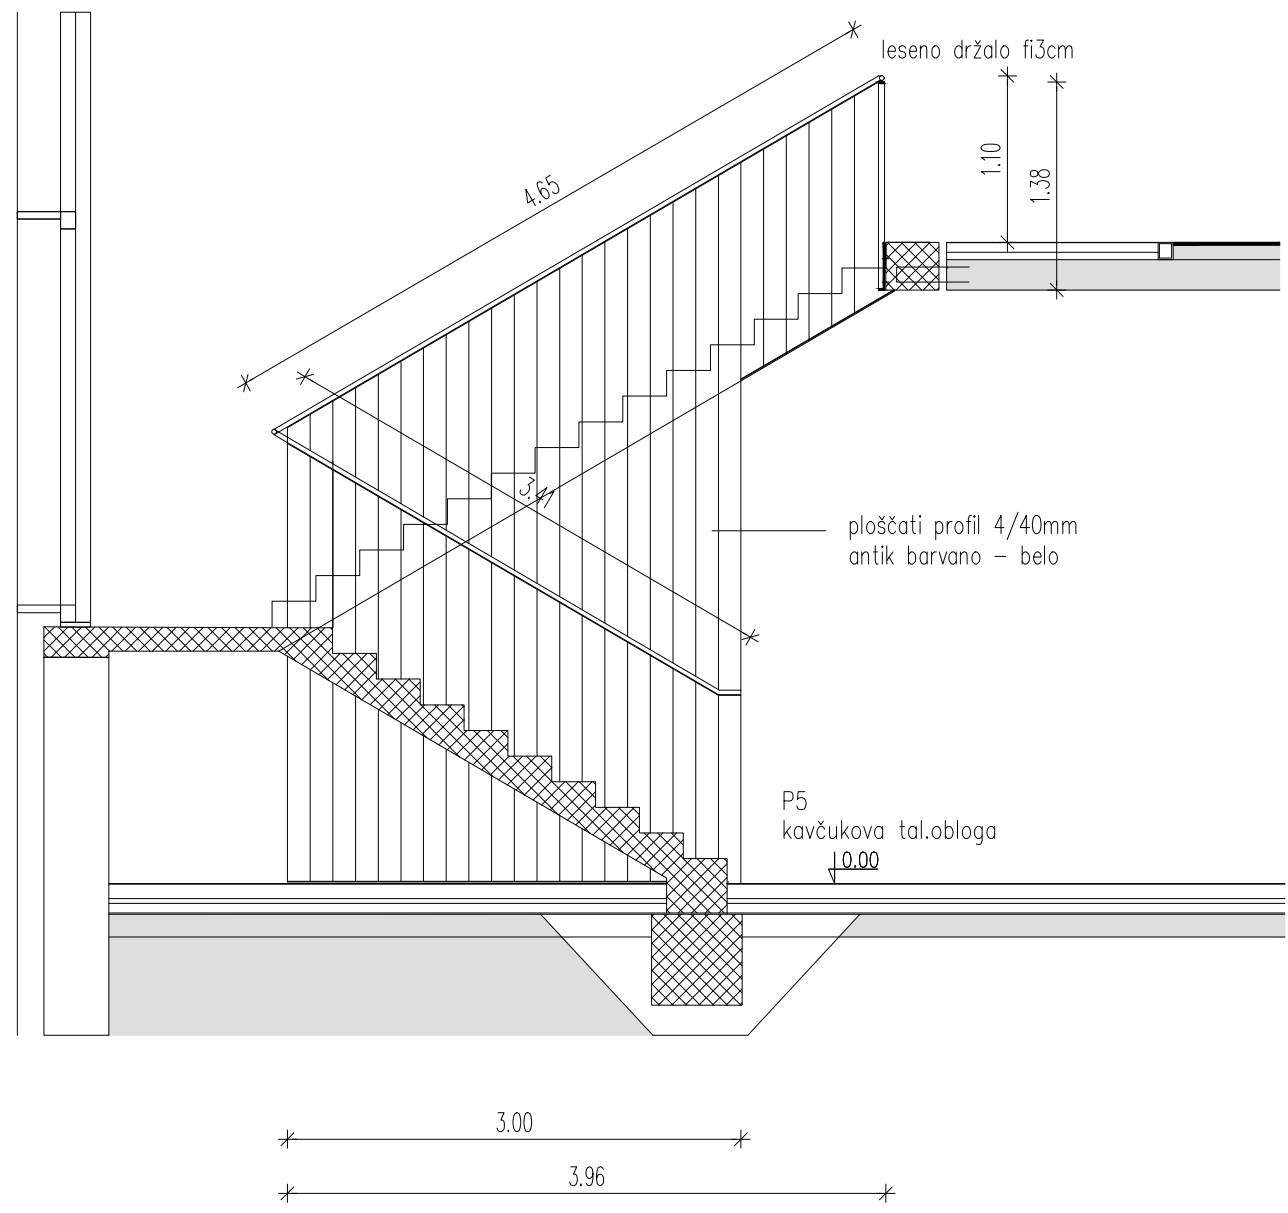 leseno držalo fi3cm
1.10
1.38
4.65
3.41
ploščati profil 4/40mm
antik barvano – belo
P5
kavčukova tal.obloga
0.00
3.00
3.96